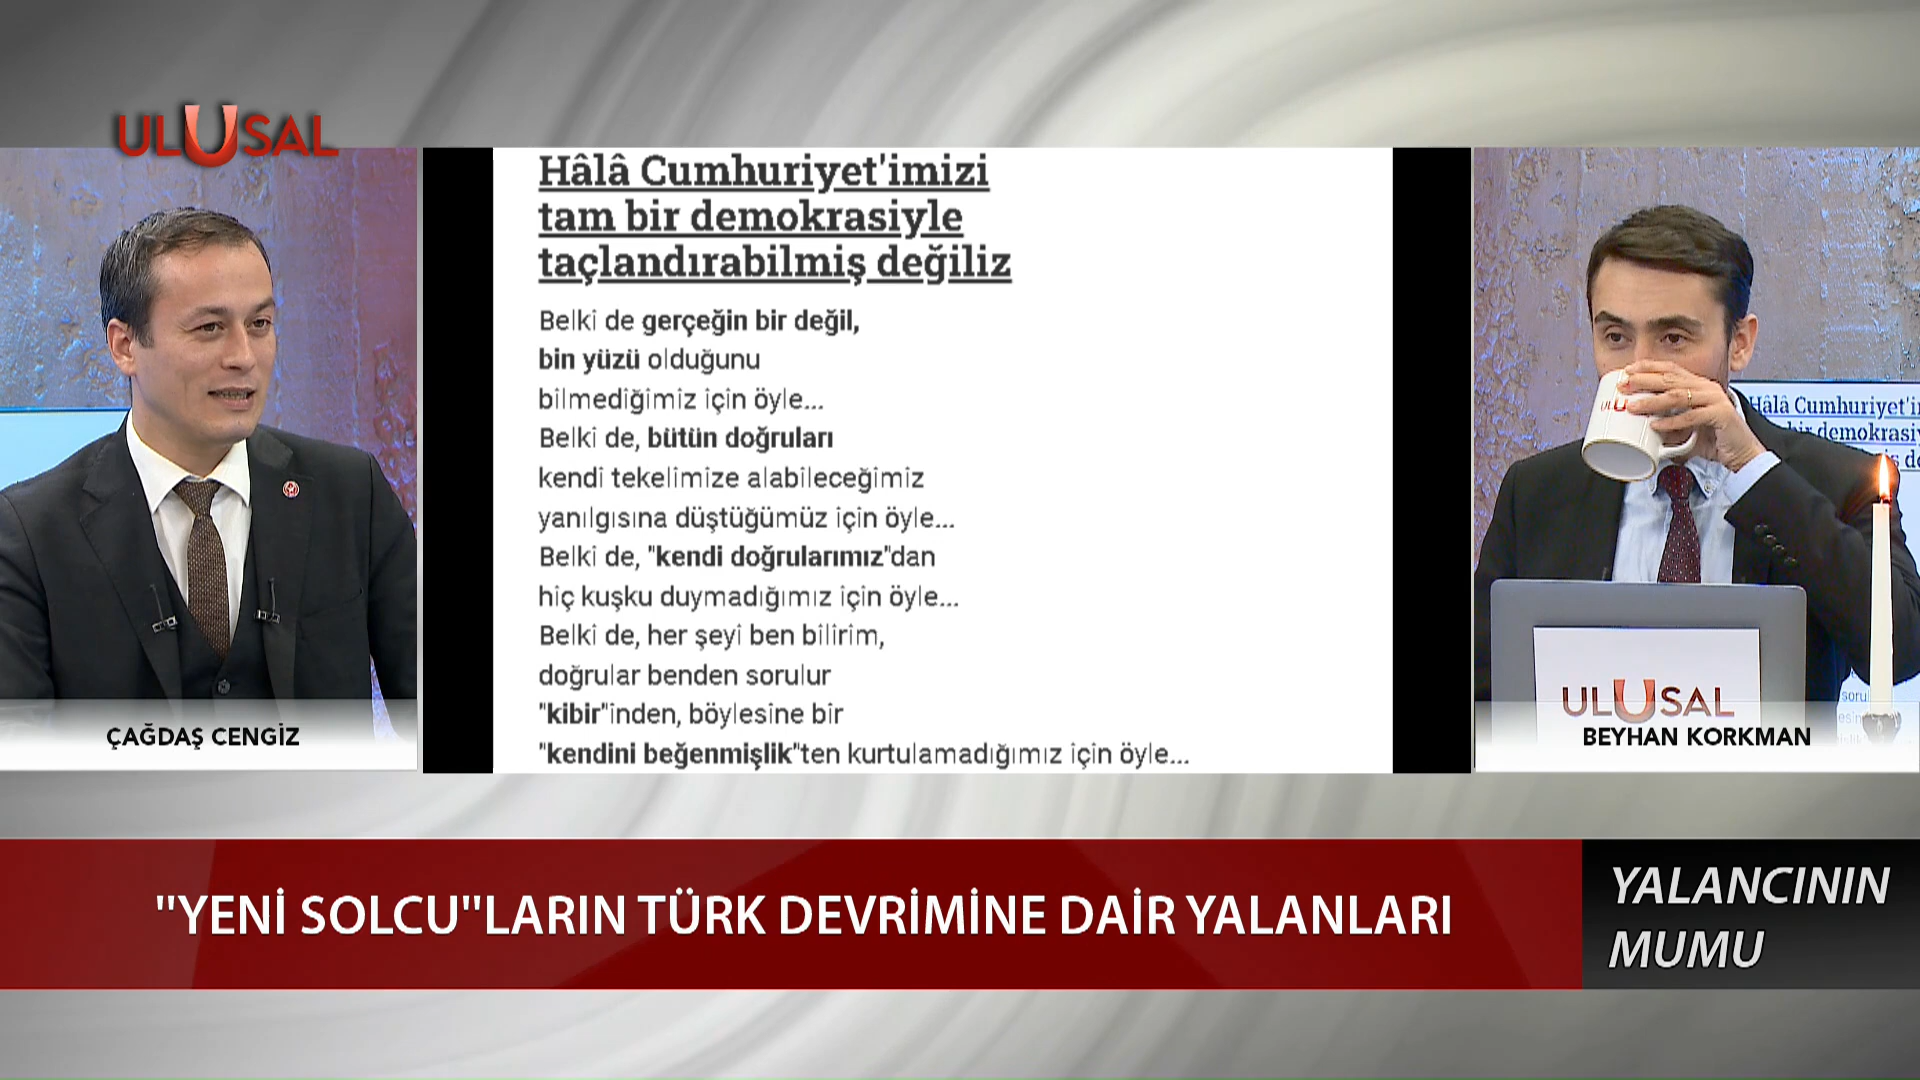 ULUSAL
Hâlâ Cumhuriyet'imizi
tam bir demokrasiyle
taçlandırabilmiş değiliz
Belki de gerçeğin bir değil,
bin yüzü olduğunu
bilmediğimiz için öyle...
Belki de, bütün doğruları
kendi tekelimize alabileceğimiz
yanılgısına düştüğümüz için öyle...
Belki de, "kendi doğrularımız"dan
hiç kuşku duymadığımız için öyle...
Belki de, her şeyi ben bilirim,
doğrular benden sorulur
"kibir"inden, böylesine bir
"kendini beğenmişlik"ten kurtulamadığımız için öyle...
Hâlâ Cumhuriyet'i
bir demokrasiy
ULUSAL
ÇAĞDAŞ CENGİZ
BEYHAN KORKMAN
"YENİ SOLCU"LARIN TÜRK DEVRİMİNE DAİR YALANLARI
YALANCININ
MUMU